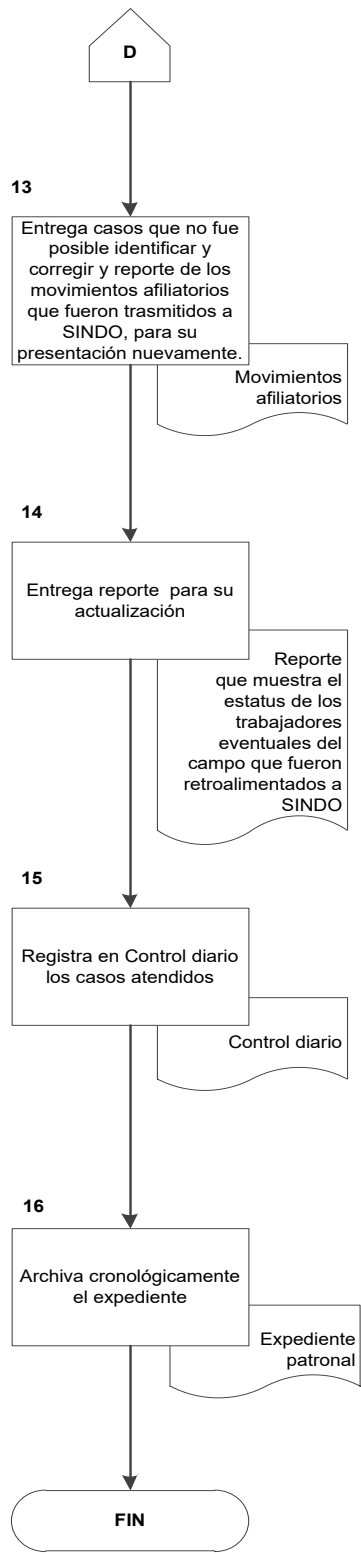 D
13
Entrega casos que no fue
posible identificar y
corregir y reporte de los
movimientos afiliatorios
que fueron trasmitidos a
SINDO, para su
presentación nuevamente.
Movimientos
afiliatorios
14
Entrega reporte para su
actualización
Reporte
que muestra el
estatus de los
trabajadores
eventuales del
campo que fueron
retroalimentados a
SINDO
15
Registra en Control diario
los casos atendidos
Control diario
16
Archiva cronológicamente
el expediente
Expediente
patronal
FIN